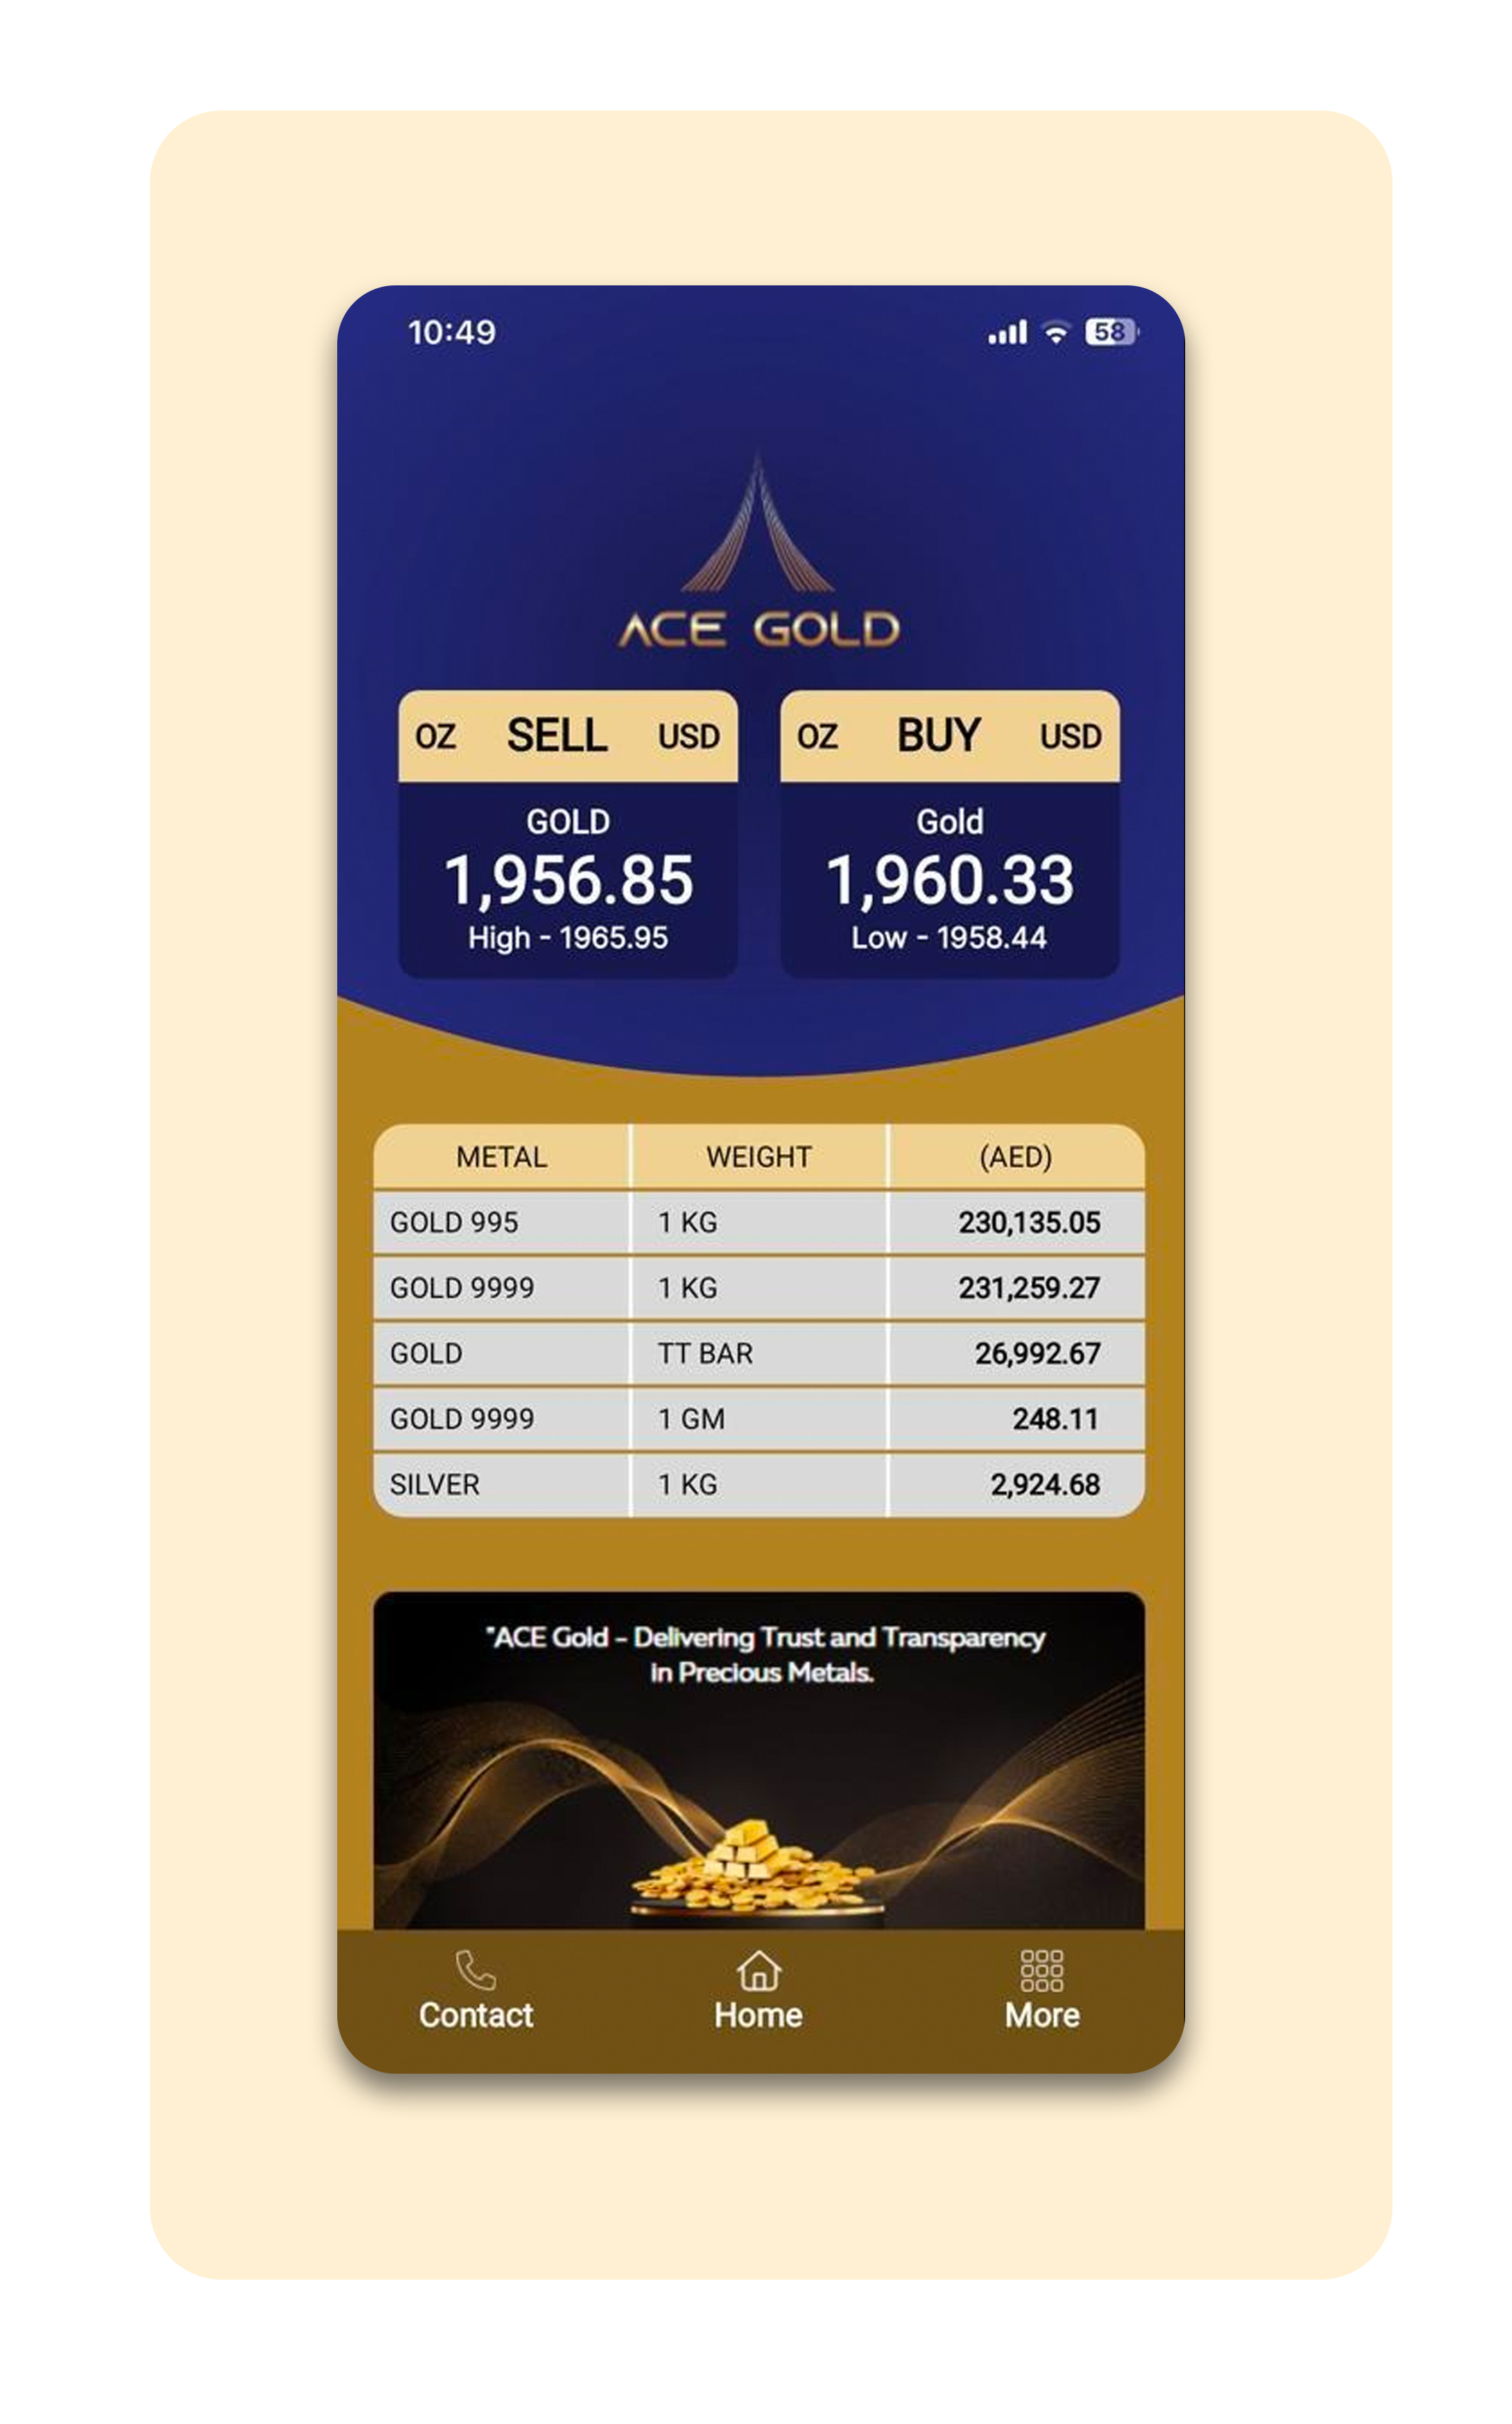 10:49 58
ACE GOLD
OZ SELL USD
GOLD
1,956.85
High - 1965.95
OZ BUY USD
Gold
1,960.33
Low - 1958.44
METAL WEIGHT (AED)
GOLD 995 1 KG 230,135.05
GOLD 9999 1 KG 231,259.27
GOLD TT BAR 26,992.67
GOLD 9999 1 GM 248.11
SILVER 1 KG 2,924.68
"ACE Gold – Delivering Trust and Transparency
in Precious Metals.
Contact Home More